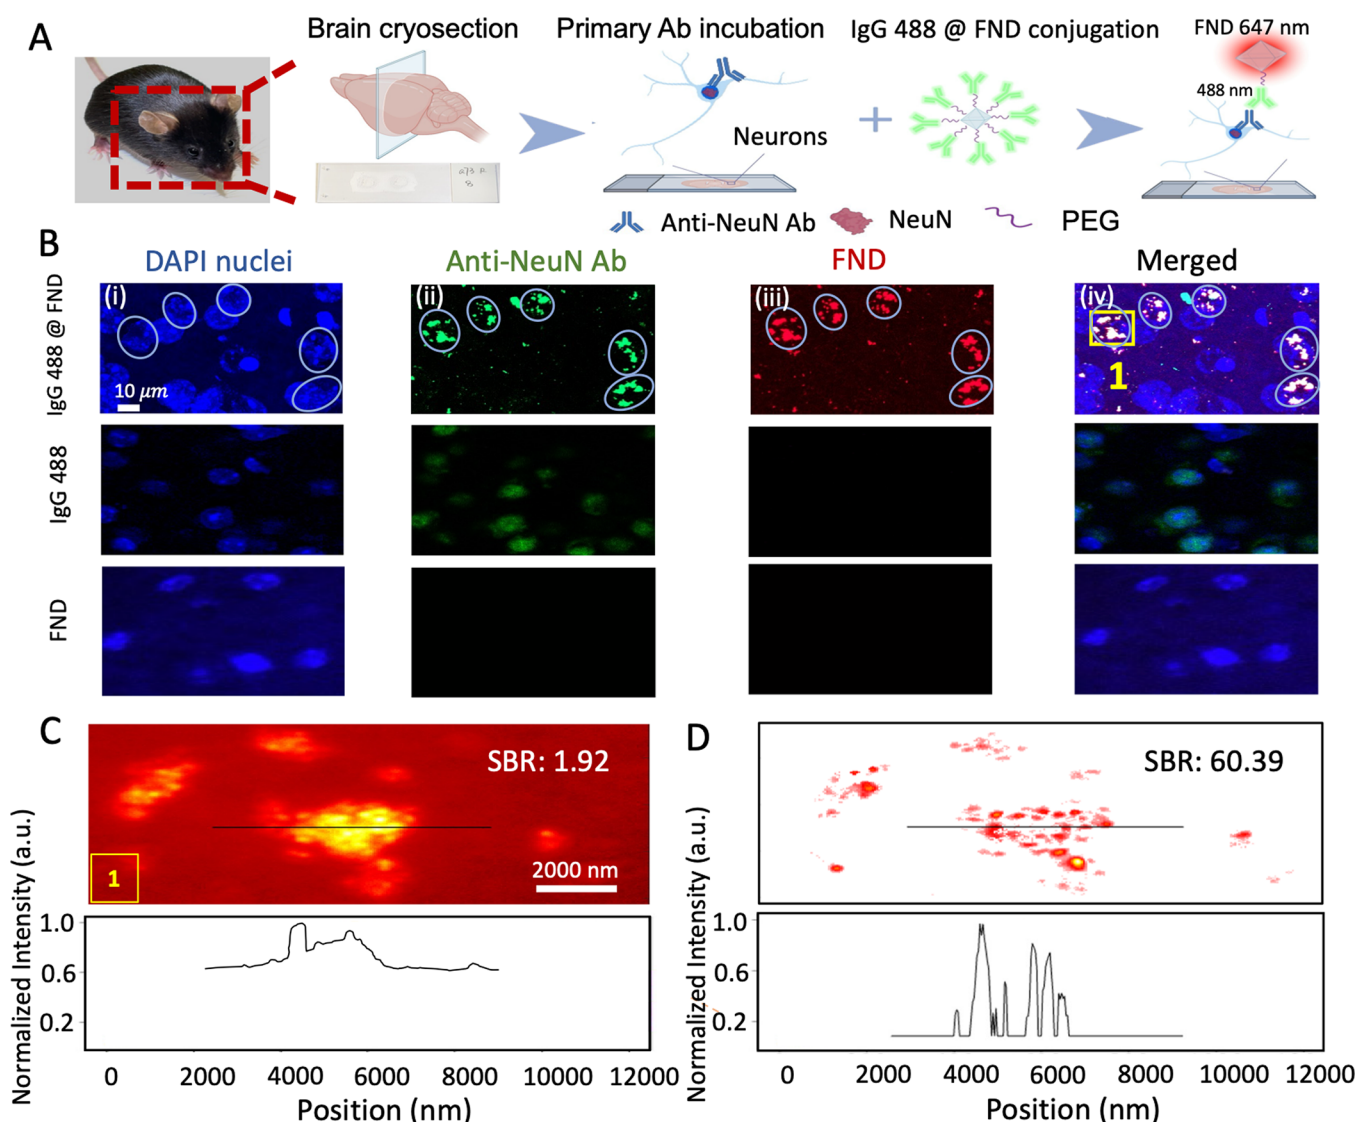 A
Brain cryosection
Primary Ab incubation
IgG 488 @ FND conjugation
FND 647 nm
488 nm
Neurons
Anti-NeuN Ab
NeuN
PEG
B
DAPI nuclei
Anti-NeuN Ab
FND
Merged
IgG 488 @ FND
(i)
(ii)
(iii)
(iv)
10 μm
1
IgG 488
FND
C
SBR: 1.92
1
2000 nm
Normalized Intensity (a.u.)
1.0
0.6
0.2
0 2000 4000 6000 8000 10000 12000
Position (nm)
D
SBR: 60.39
Normalized Intensity (a.u.)
1.0
0.6
0.2
0 2000 4000 6000 8000 10000 12000
Position (nm)